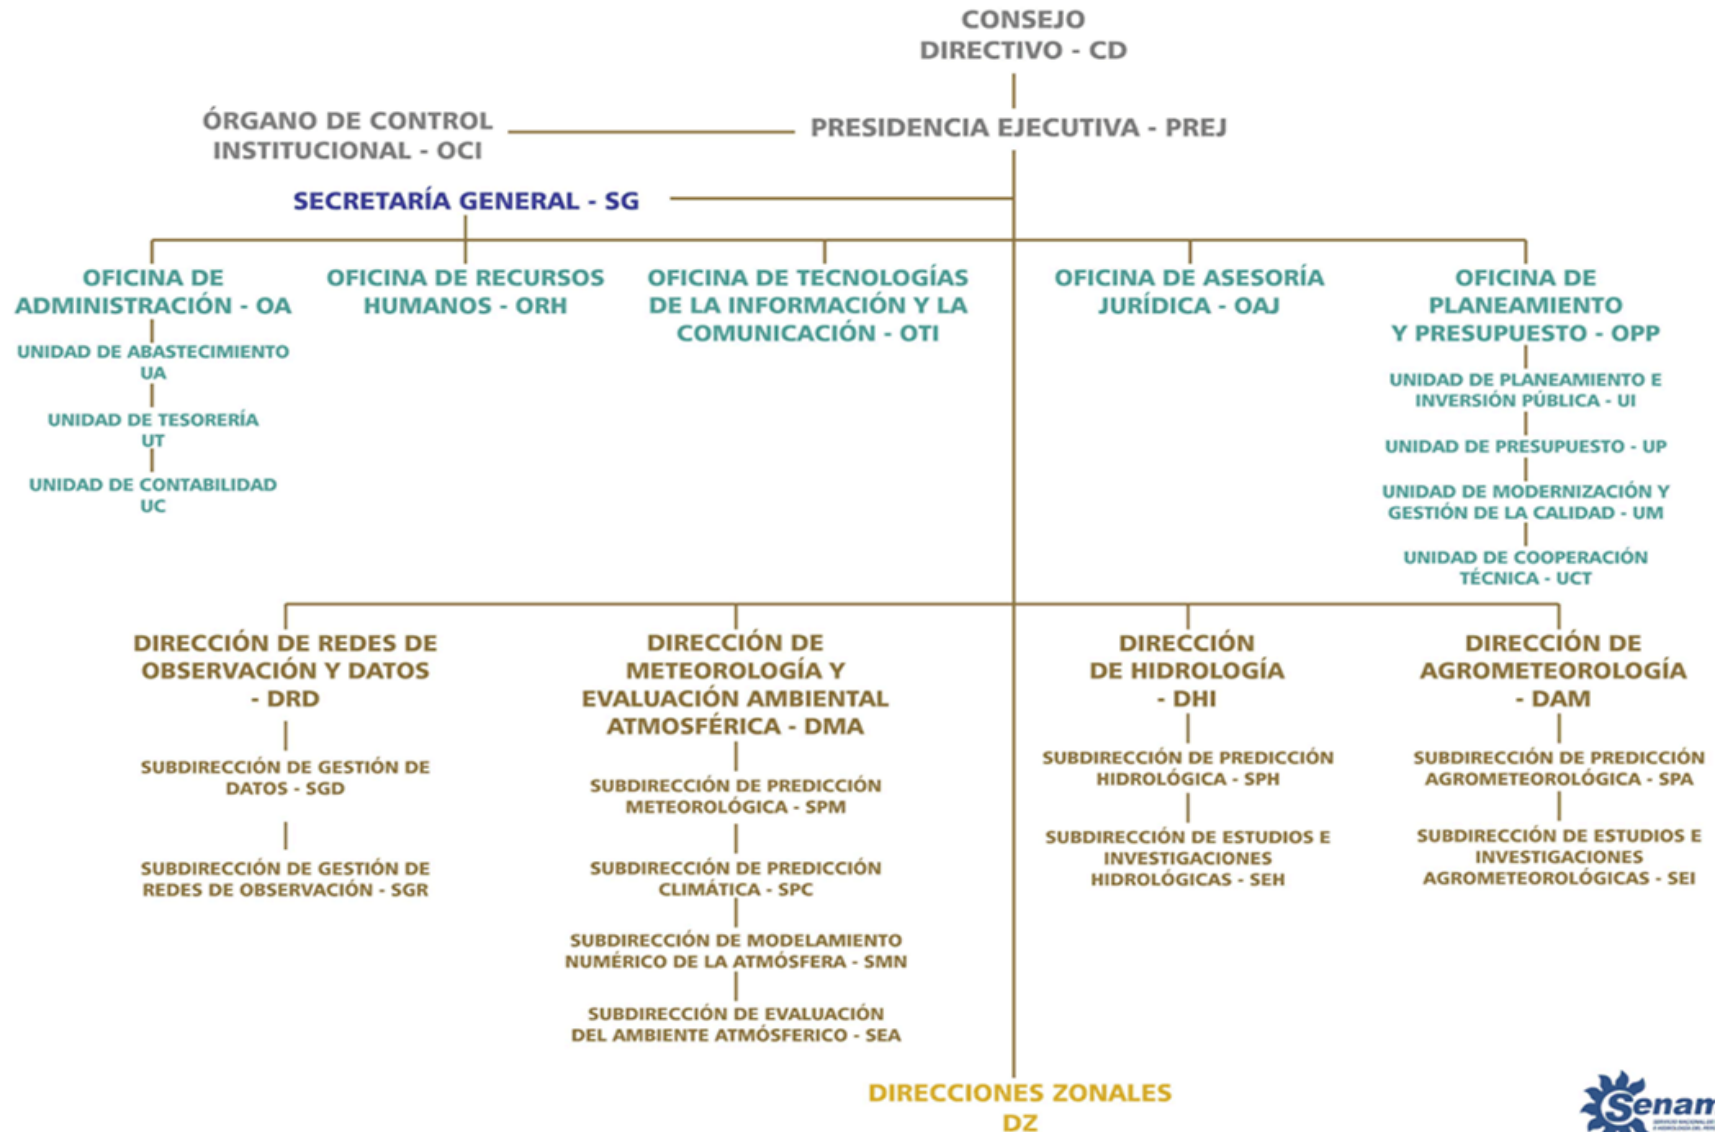 CONSEJO
DIRECTIVO - CD
ÓRGANO DE CONTROL
INSTITUCIONAL - OCI
PRESIDENCIA EJECUTIVA - PREJ
SECRETARÍA GENERAL - SG
OFICINA DE
ADMINISTRACIÓN - OA
UNIDAD DE ABASTECIMIENTO
UA
UNIDAD DE TESORERÍA
UT
UNIDAD DE CONTABILIDAD
UC
OFICINA DE RECURSOS
HUMANOS - ORH
OFICINA DE TECNOLOGÍAS
DE LA INFORMACIÓN Y LA
COMUNICACIÓN - OTI
OFICINA DE ASESORÍA
JURÍDICA - OAJ
OFICINA DE
PLANEAMIENTO
Y PRESUPUESTO - OPP
UNIDAD DE PLANEAMIENTO E
INVERSIÓN PÚBLICA - UI
UNIDAD DE PRESUPUESTO - UP
UNIDAD DE MODERNIZACIÓN Y
GESTIÓN DE LA CALIDAD - UM
UNIDAD DE COOPERACIÓN
TÉCNICA - UCT
DIRECCIÓN DE REDES DE
OBSERVACIÓN Y DATOS
- DRD
SUBDIRECCIÓN DE GESTIÓN DE
DATOS - SGD
SUBDIRECCIÓN DE GESTIÓN DE
REDES DE OBSERVACIÓN - SGR
DIRECCIÓN DE
METEOROLOGÍA Y
EVALUACIÓN AMBIENTAL
ATMOSFÉRICA - DMA
SUBDIRECCIÓN DE PREDICCIÓN
METEOROLÓGICA - SPM
SUBDIRECCIÓN DE PREDICCIÓN
CLIMÁTICA - SPC
SUBDIRECCIÓN DE MODELAMIENTO
NUMÉRICO DE LA ATMÓSFERA - SMN
SUBDIRECCIÓN DE EVALUACIÓN
DEL AMBIENTE ATMÓSFERICO - SEA
DIRECCIÓN
DE HIDROLOGÍA
- DHI
SUBDIRECCIÓN DE PREDICCIÓN
HIDROLÓGICA - SPH
SUBDIRECCIÓN DE ESTUDIOS E
INVESTIGACIONES
HIDROLÓGICAS - SEH
DIRECCIÓN DE
AGROMETEOROLOGÍA
- DAM
SUBDIRECCIÓN DE PREDICCIÓN
AGROMETEOROLÓGICA - SPA
SUBDIRECCIÓN DE ESTUDIOS E
INVESTIGACIONES
AGROMETEOROLÓGICAS - SEI
DIRECCIONES ZONALES
DZ
Senam